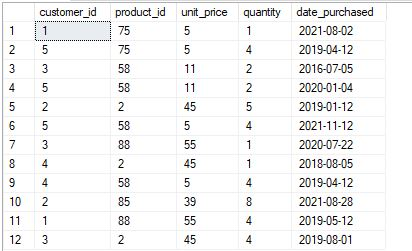 customer_id product_id unit_price quantity date_purchased
1 1 75 5 1 2021-08-02
2 5 75 5 4 2019-04-12
3 3 58 11 2 2016-07-05
4 5 58 11 2 2020-01-04
5 2 2 45 5 2019-01-12
6 5 58 5 4 2021-11-12
7 3 88 55 1 2020-07-22
8 4 2 45 1 2018-08-05
9 4 58 5 4 2019-04-12
10 2 85 39 8 2021-08-28
11 1 88 55 4 2019-05-12
12 3 2 45 4 2019-08-01